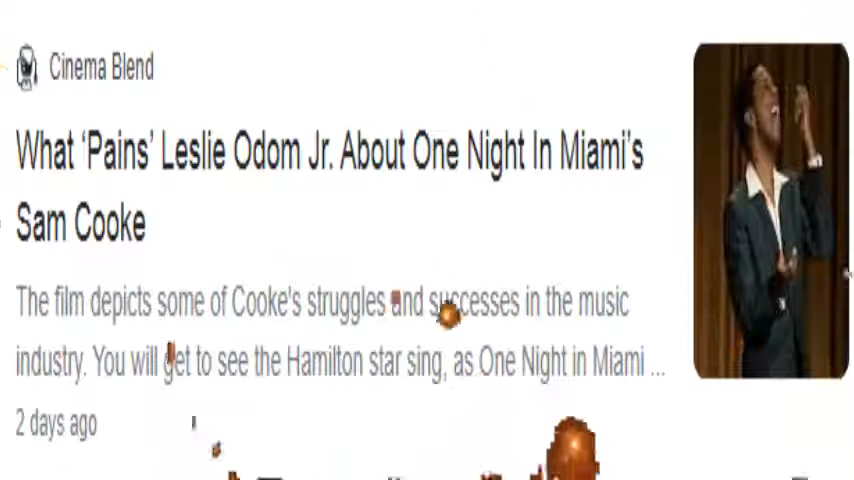 Cinema Blend
What ‘Pains’ Leslie Odom Jr. About One Night In Miami’s
Sam Cooke
The film depicts some of Cooke's struggles and successes in the music
industry. You will get to see the Hamilton star sing, as One Night in Miami ...
2 days ago